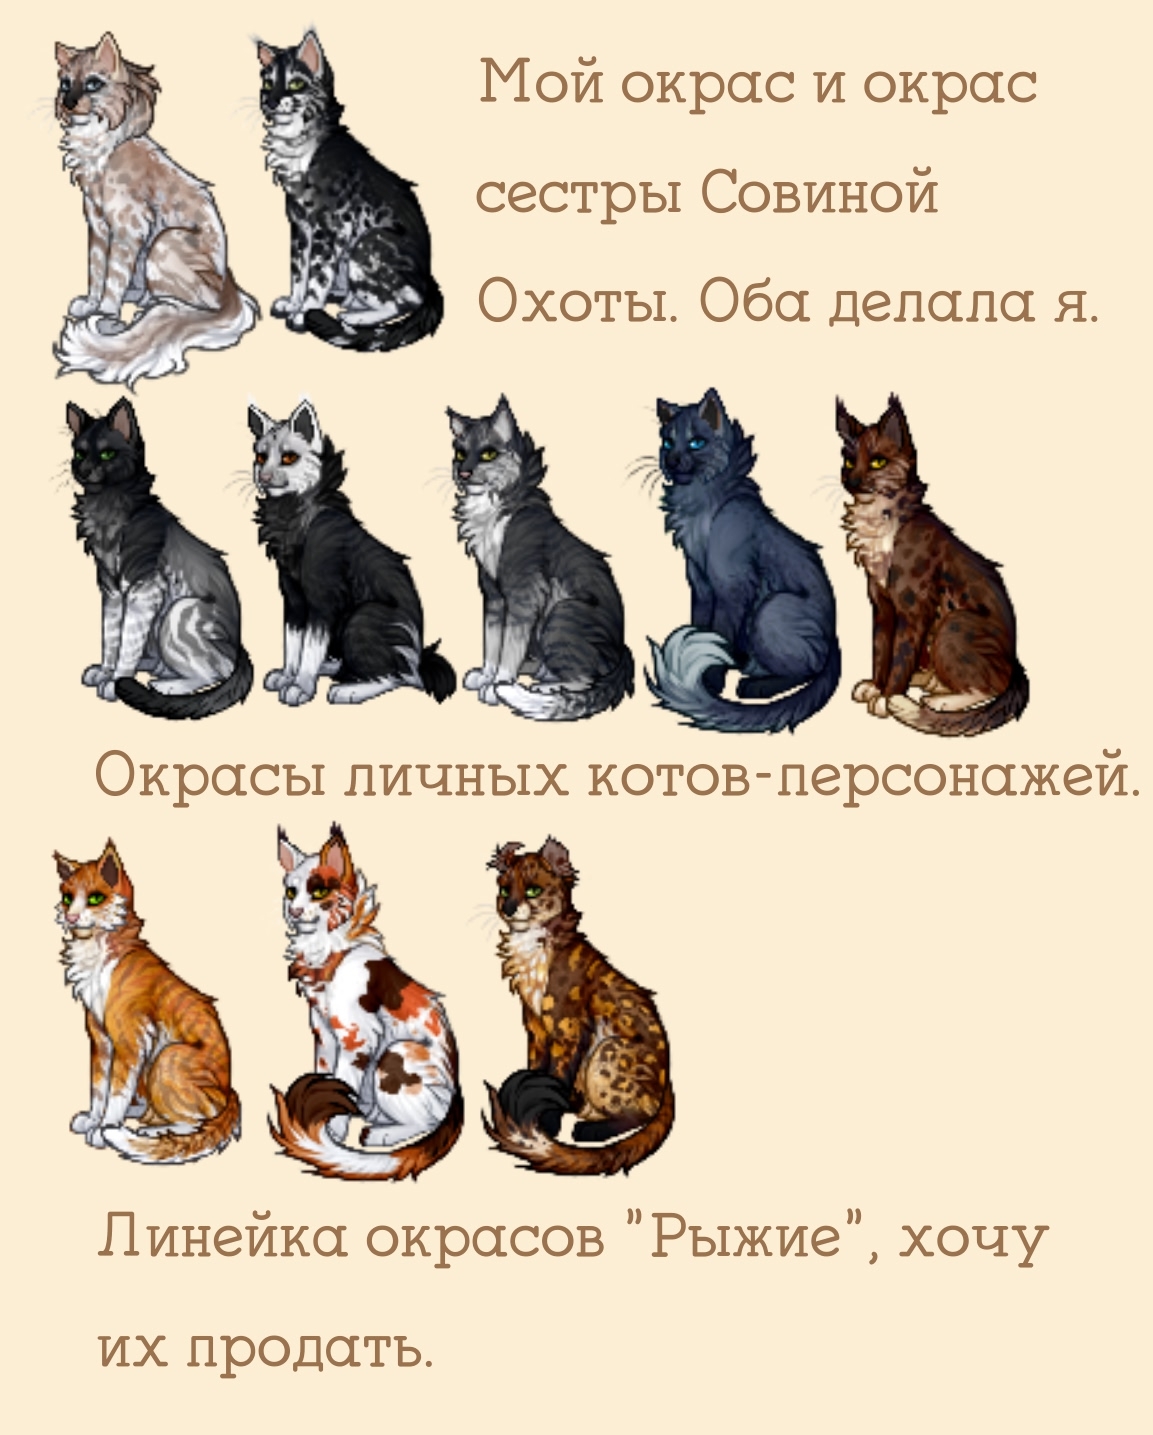 Мой окрас и окрас
сестры Совиной
Охоты. Оба делала я.
Окрасы личных котов-персонажей.
Линейка окрасов "Рыжие", хочу
их продать.